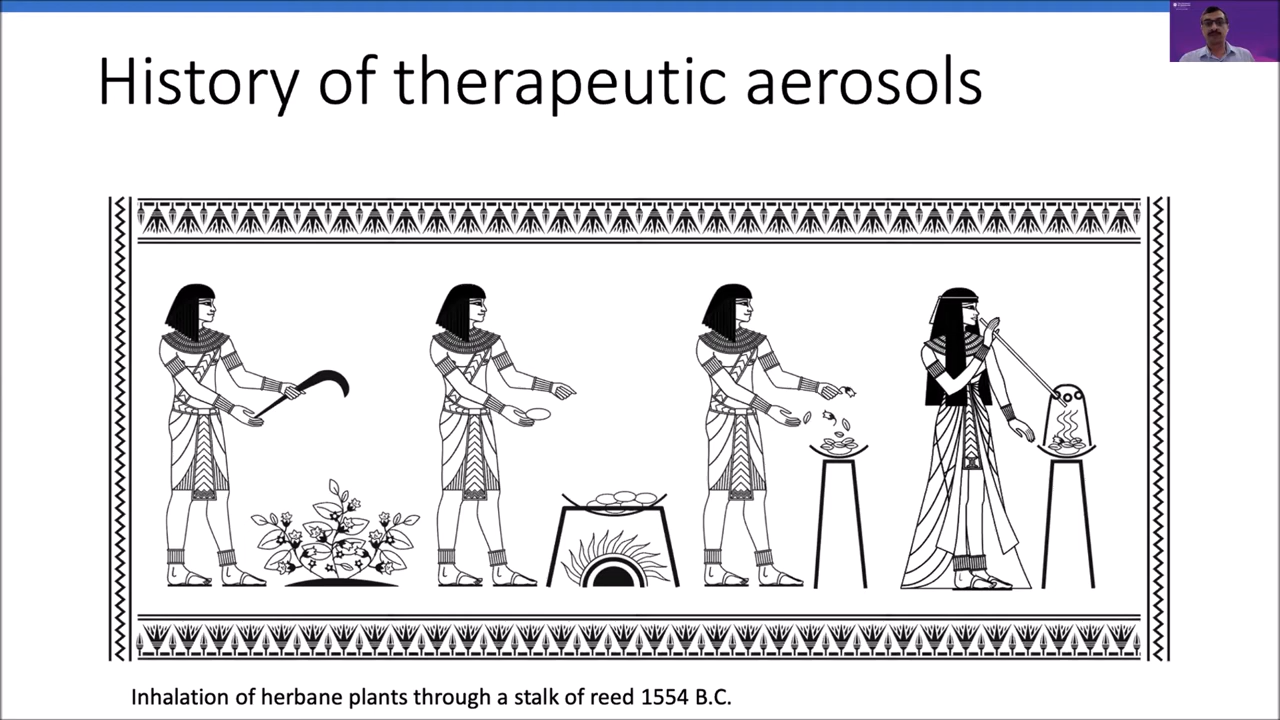 History of therapeutic aerosols
Inhalation of herbane plants through a stalk of reed 1554 B.C.